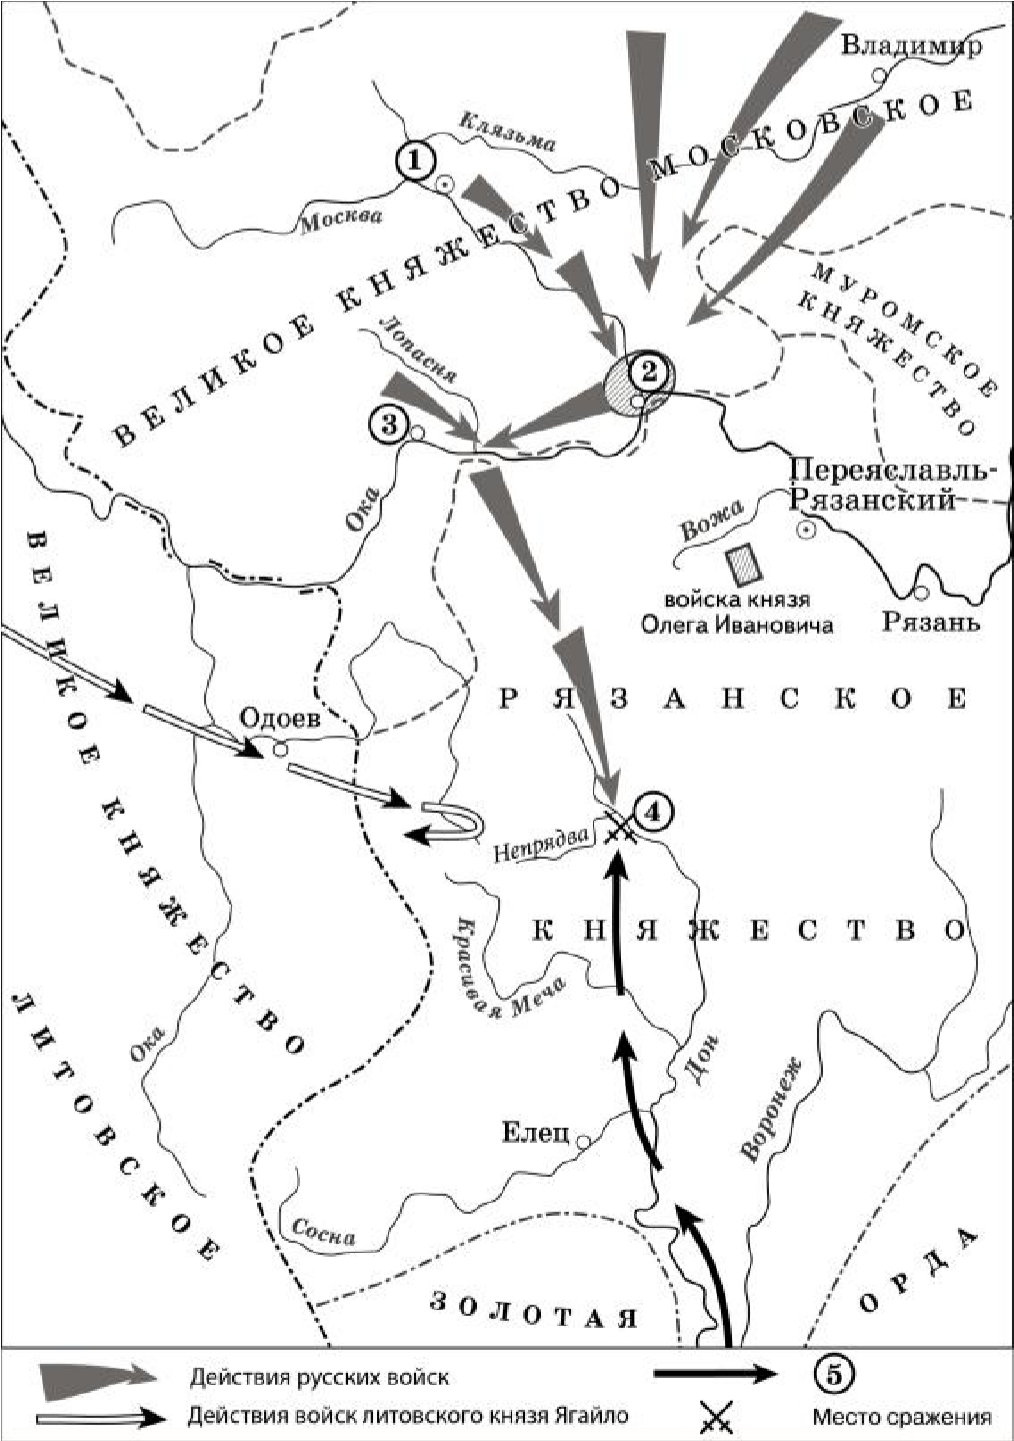 Владимир
Клязьма
1
Москва
ВЕЛИКОЕ КНЯЖЕСТВО МОСКОВСКОЕ
МУРОМСКОЕ
КНЯЖЕСТВО
Лопасня
2
3
Ока
Переяславль-
Рязанский
Вожа
войска князя
Олега Ивановича
Рязань
РЯЗАНСКОЕ
Одоев
4
Непрядва
КНЯЖЕСТВО
Красивая Меча
ВЕЛИКОЕ КНЯЖЕСТВО
ЛИТОВСКОЕ
Ока
Дон
Воронеж
Елец
Сосна
ЗОЛОТАЯ
ОРДА
Действия русских войск
5
Действия войск литовского князя Ягайло
Место сражения